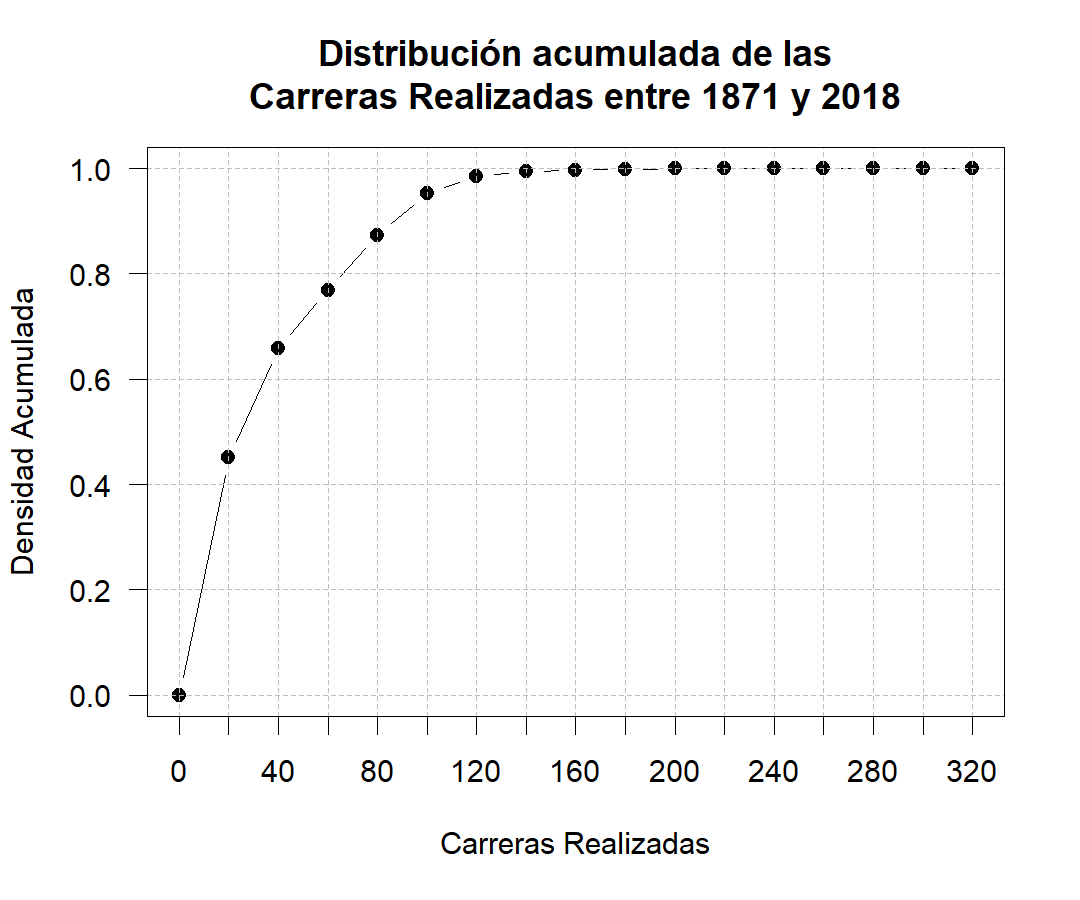 Distribución acumulada de las
Carreras Realizadas entre 1871 y 2018
Densidad Acumulada
1.0
0.8
0.6
0.4
0.2
0.0
0 40 80 120 160 200 240 280 320
Carreras Realizadas